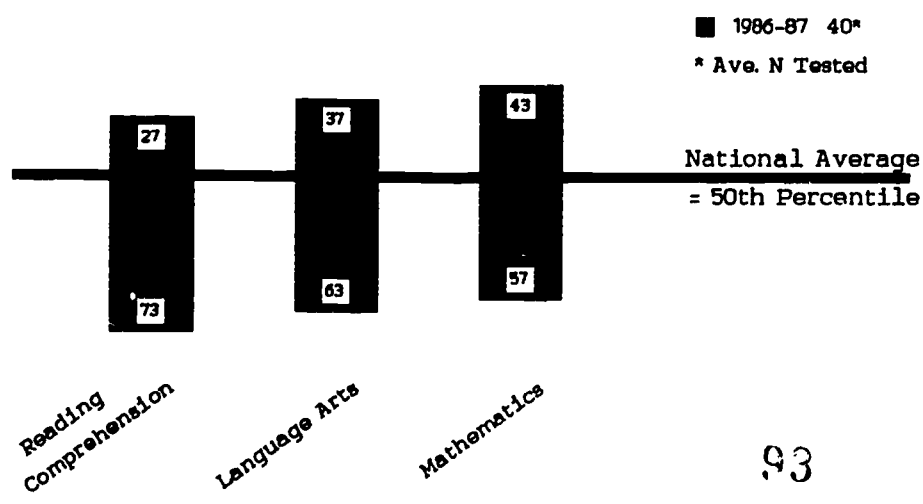 ■ 1986-87 40*
* Ave. N Tested
27
37
43
National Average
= 50th Percentile
73
63
57
Reading
Comprehension
Language Arts
Mathematics
93